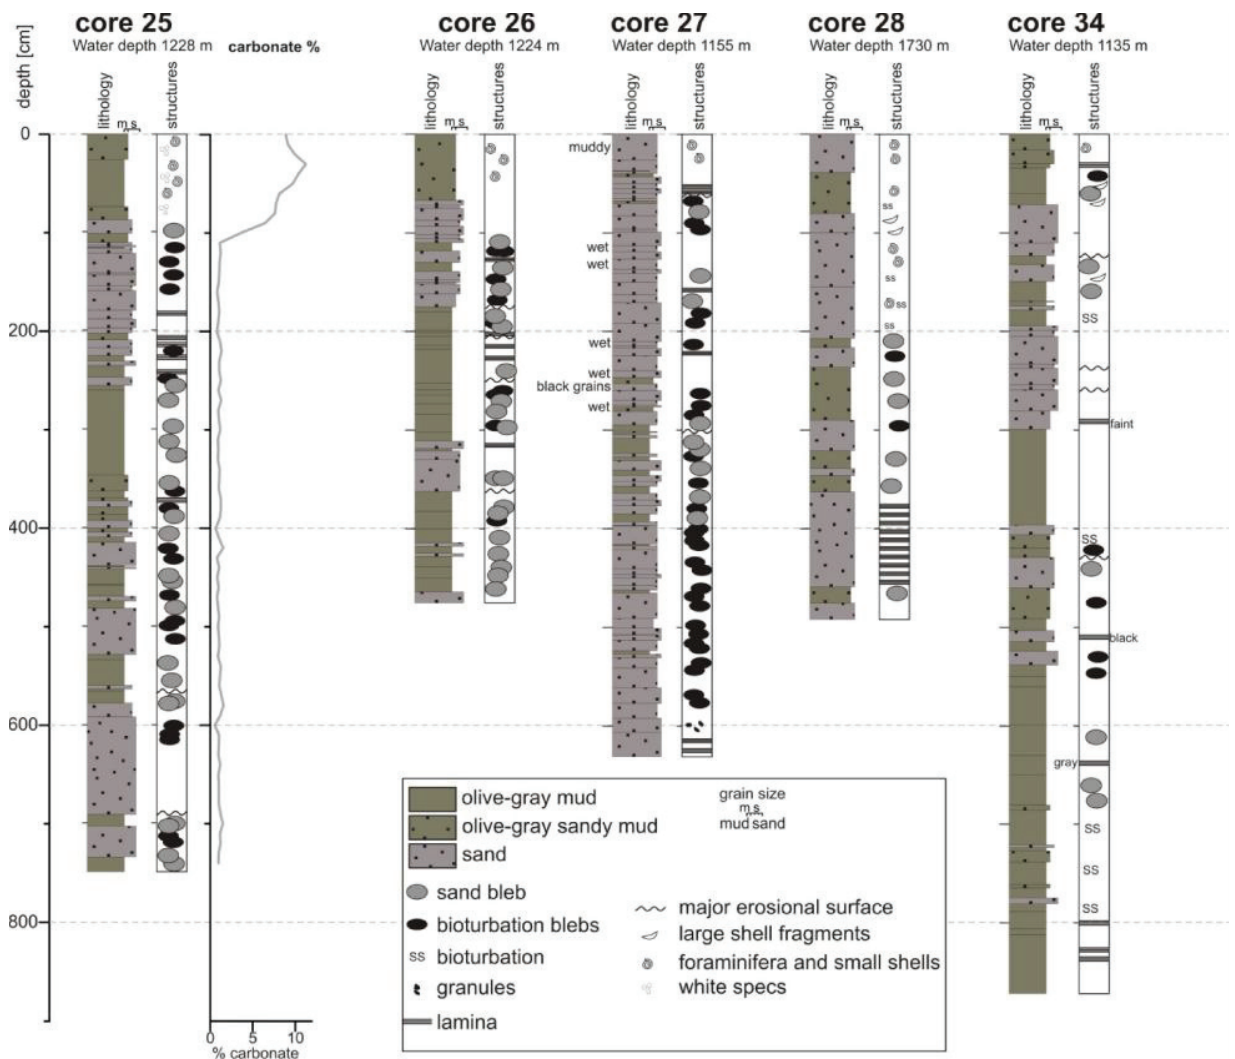 core 25
Water depth 1228 m
carbonate %
core 26
Water depth 1224 m
core 27
Water depth 1155 m
core 28
Water depth 1730 m
core 34
Water depth 1135 m
depth [cm]
lithology
m s
structures
lithology
m s
structures
lithology
m s
structures
lithology
m s
structures
lithology
m s
structures
0
200
400
600
800
muddy
wet
wet
wet
wet
black grains
wet
ss
ss
ss
ss
ss
faint
ss
black
gray
ss
ss
ss
0 5 10
% carbonate
olive-gray mud
olive-gray sandy mud
sand
grain size
m s
mud sand
sand bleb
bioturbation blebs
ss bioturbation
granules
lamina
major erosional surface
large shell fragments
foraminifera and small shells
white specs